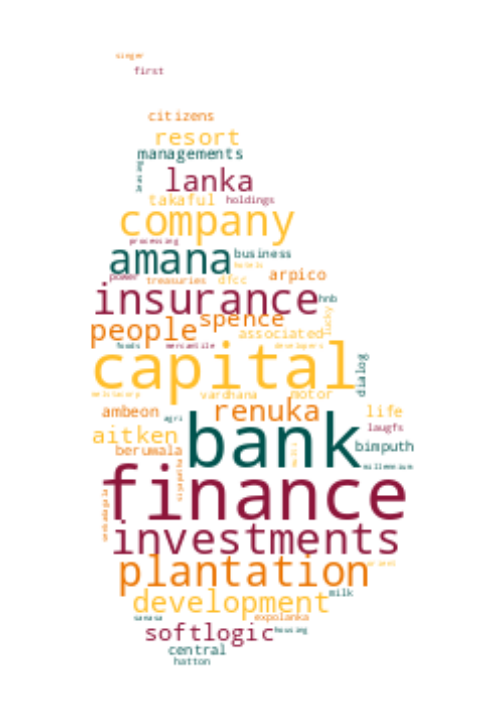 singer
first
citizens
resort
managements
lanka
takaful holdings
company
processing
amana business
hotels
power treasuries dfcc arpico
insurance hnb
people spence lucky
associated
foods mercantile developers
capital dialog
vardhana motor
ambeon agri renuka life
laugfs
aitken bank bimputh
berumala
millennium
finance
investments
plantation
development milk
sanasa expolanka
softlogic housing
central
hatton